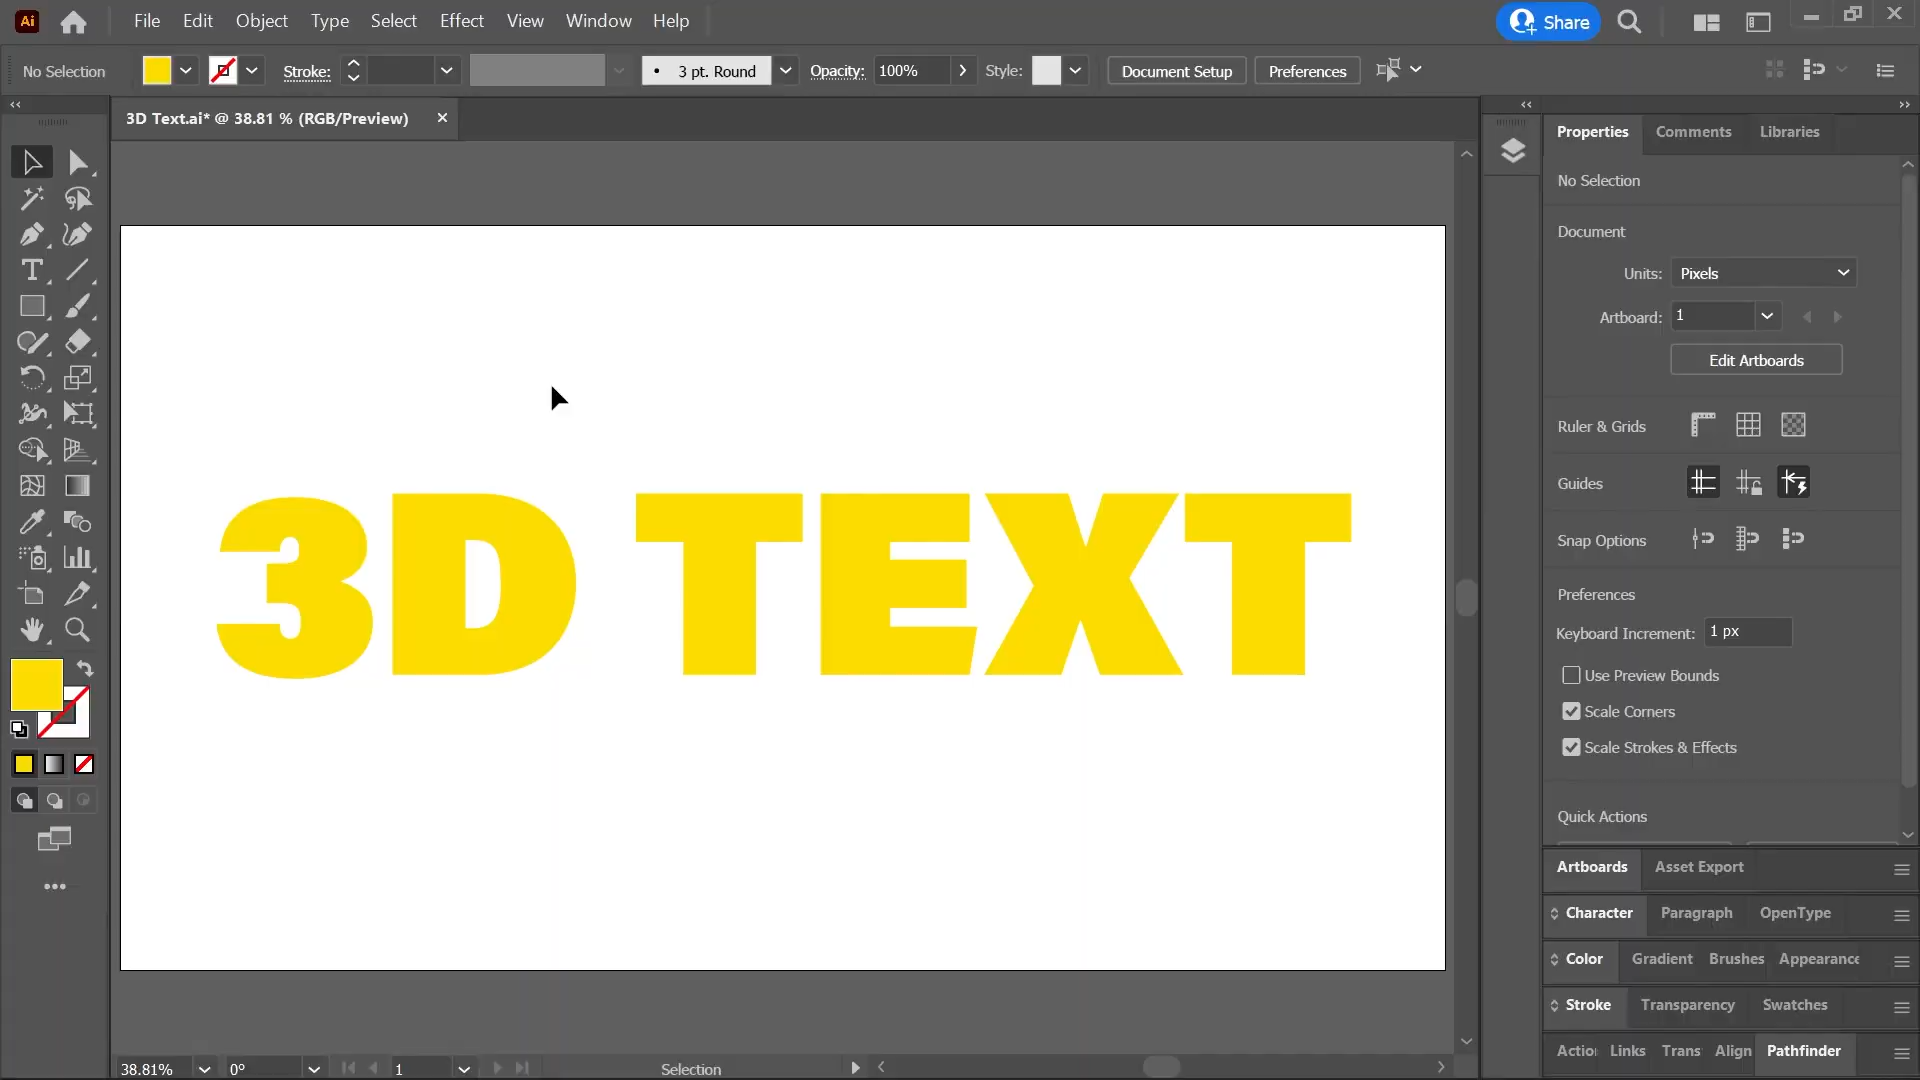 Ai File Edit Object Type Select Effect View Window Help Share
No Selection Stroke: 3 pt. Round Opacity: 100% Style: Document Setup Preferences
3D Text.ai* @ 38.81 % (RGB/Preview)
3D TEXT
Properties Comments Libraries
No Selection
Document
Units: Pixels
Artboard: 1
Edit Artboards
Ruler & Grids
Guides
Snap Options
Preferences
Keyboard Increment: 1 px
Use Preview Bounds
Scale Corners
Scale Strokes & Effects
Quick Actions
Artboards Asset Export
Character Paragraph OpenType
Color Gradient Brushes Appearance
Stroke Transparency Swatches
Actio Links Trans Align Pathfinder
38.81% 0° 1 Selection